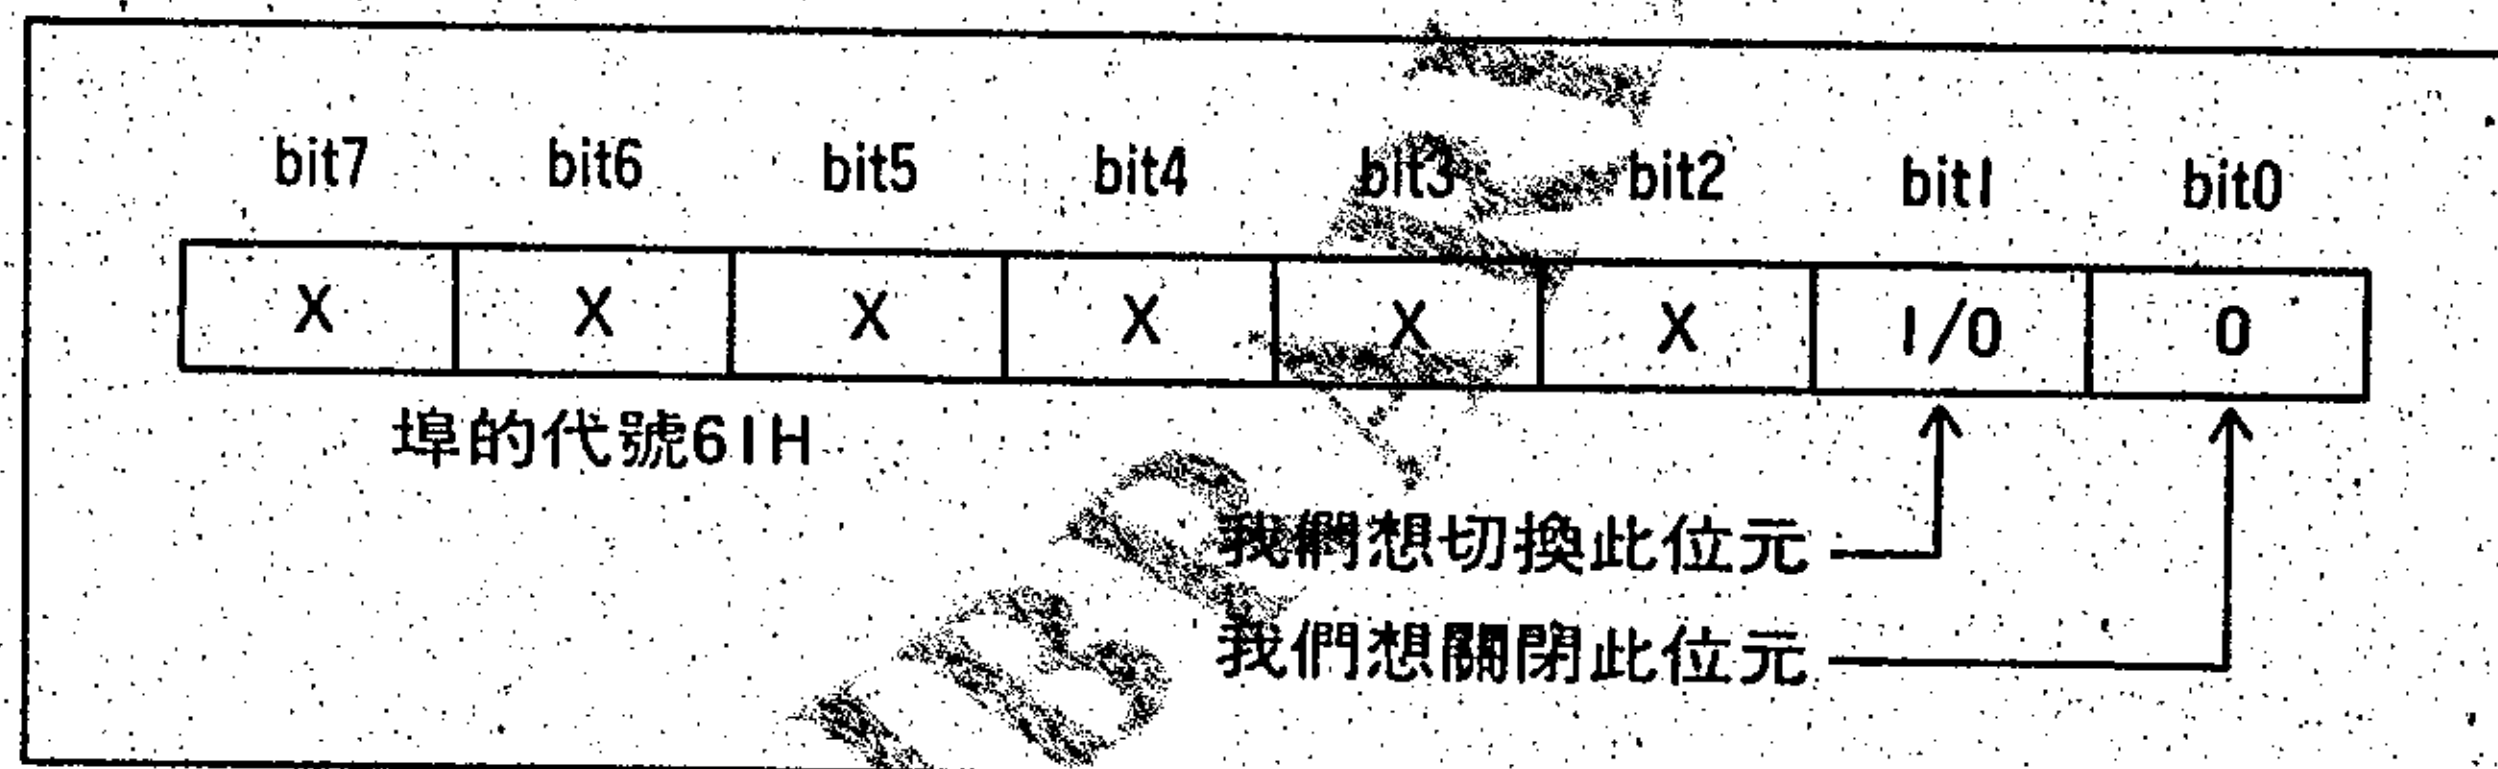 bit7 bit6 bit5 bit4 bit3 bit2 bit1 bit0
X X X X X X 1/0 0
埠的代號61H
我們想切換此位元
我們想關閉此位元